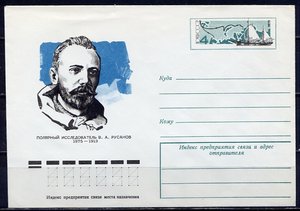 ПОЛЯРНЫЙ ИССЛЕДОВАТЕЛЬ В. А. РУСАНОВ
1875—1913
Куда
Кому
Индекс предприятия связи и адрес
отправителя
Индекс предприятия связи места назначения